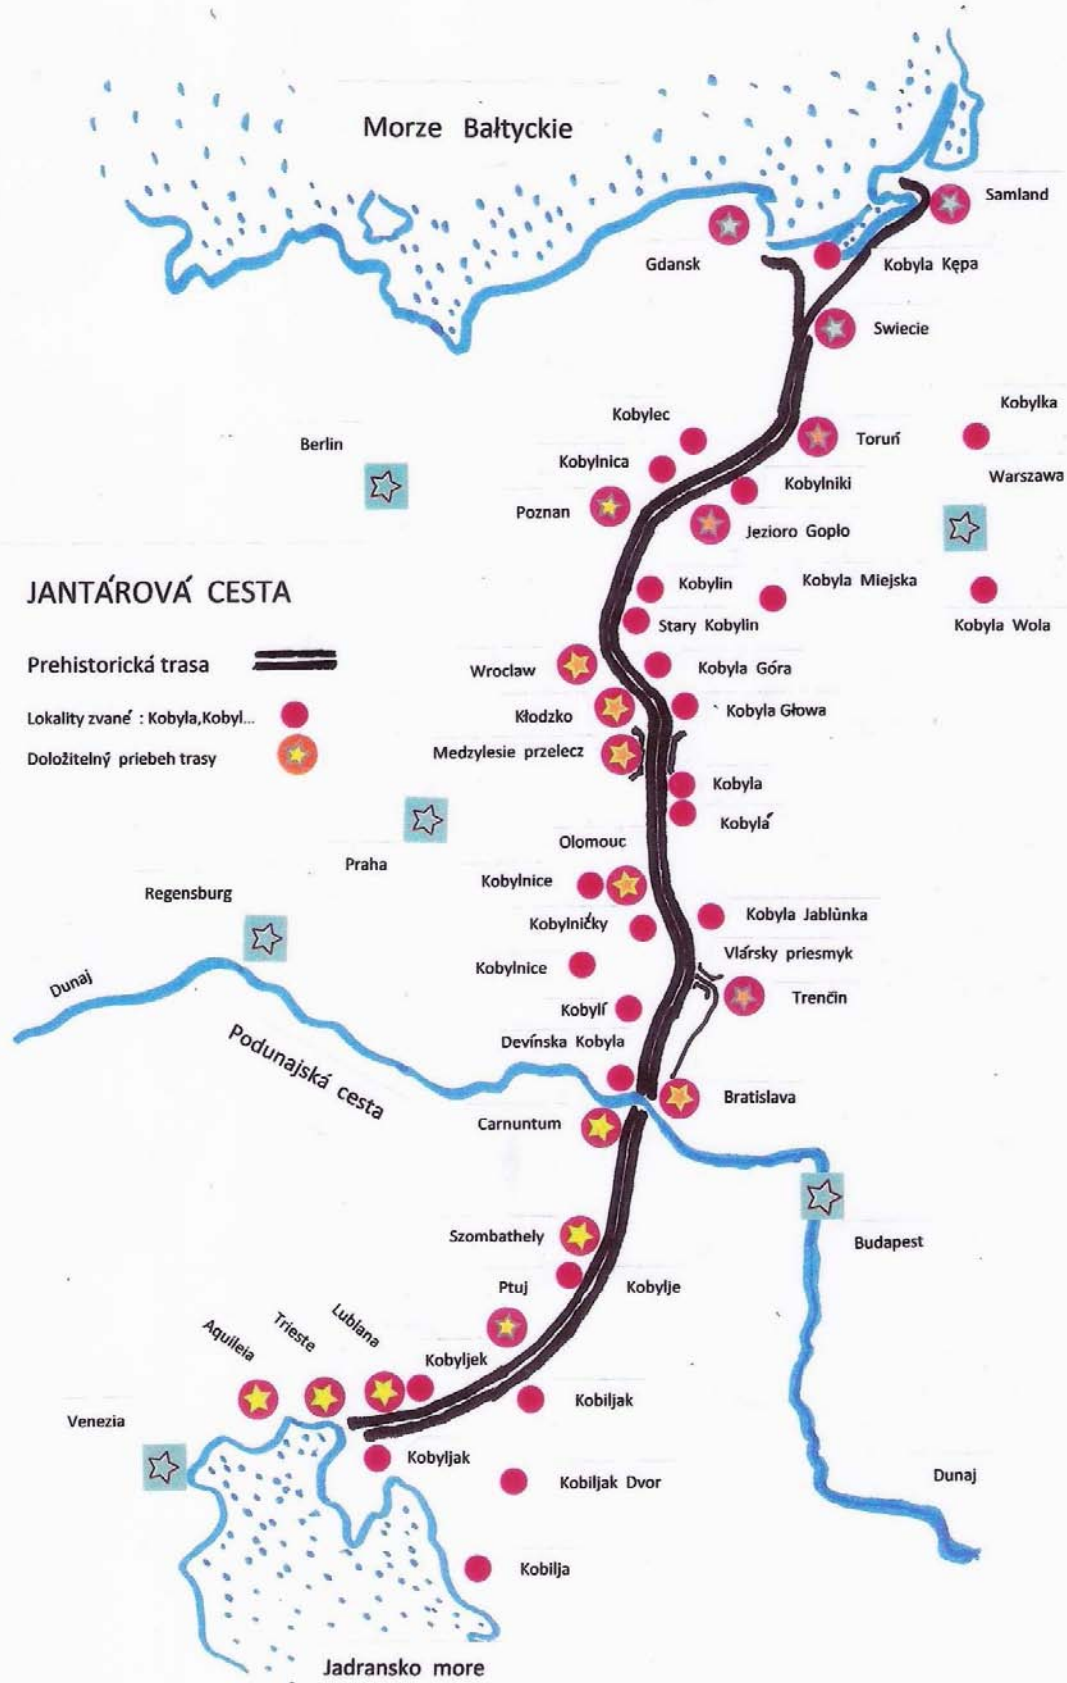 Morze Bałtyckie
Samland
Gdansk
Kobyla Kępa
Swiecie
Kobylka
Kobylec
Toruń
Berlin
Kobylnica
Warszawa
Kobylniki
Poznan
Jezioro Goplo
JANTÁROVÁ CESTA
Kobylin
Kobyla Miejska
Stary Kobylin
Kobyla Wola
Prehistorická trasa
Wroclaw
Kobyla Góra
Lokality zvané : Kobyla,Kobyl...
Kłodzko
Kobyla Głowa
Doložitelný priebeh trasy
Medzylesie przelecz
Kobyla
Kobylá
Olomouc
Praha
Kobylnice
Regensburg
Kobyla Jablùnka
Kobylničky
Vlársky priesmyk
Kobylnice
Dunaj
Trenčin
Kobylí
Devínska Kobyla
Podunajská cesta
Bratislava
Carnuntum
Szombathely
Budapest
Ptuj
Kobylje
Lublana
Trieste
Aquileia
Kobyljek
Kobiljak
Venezia
Kobyljak
Kobiljak Dvor
Dunaj
Kobilja
Jadransko more